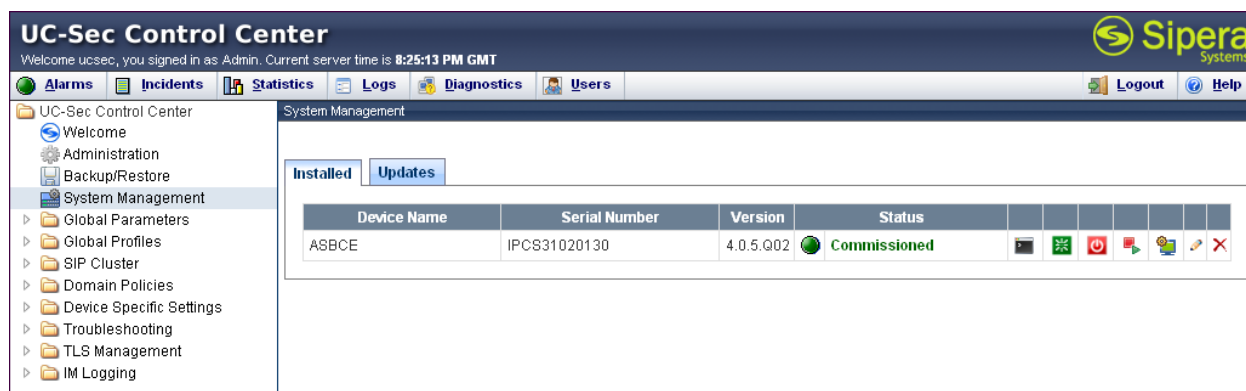 UC-Sec Control Center
Sipera
Systems
Welcome ucsec, you signed in as Admin. Current server time is 8:25:13 PM GMT
Alarms Incidents Statistics Logs Diagnostics Users Logout Help
UC-Sec Control Center
Welcome
Administration
Backup/Restore
System Management
Global Parameters
Global Profiles
SIP Cluster
Domain Policies
Device Specific Settings
Troubleshooting
TLS Management
IM Logging
System Management
Installed Updates
Device Name Serial Number Version Status
ASBCE IPCS31020130 4.0.5.Q02 Commissioned